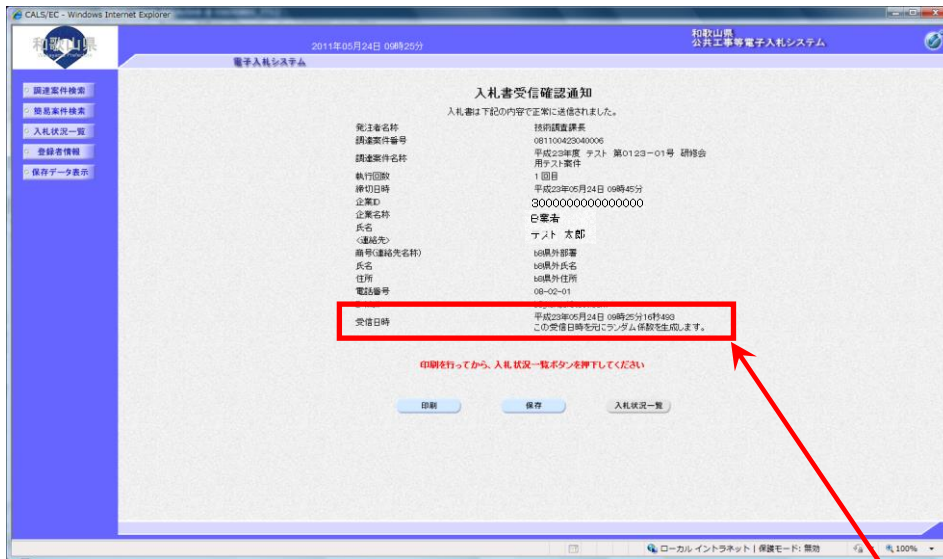 CALS/EC - Windows Internet Explorer
和歌山県
2011年05月24日 09時25分
和歌山県
公共工事等電子入札システム
電子入札システム
調達案件検索
簡易案件検索
入札状況一覧
登録者情報
保存データ表示
入札書受信確認通知
入札書は下記の内容で正常に送信されました。
発注者名称 技術調査課長
調達案件番号 081100423040006
調達案件名称 平成23年度 テスト 第0123-01号 研修会
用テスト案件
執行回数 1回目
締切日時 平成23年05月24日 09時45分
企業ID 3000000000000000
企業名称 B業者
氏名 テスト 太郎
<連絡先>
商号(連絡先名称) b8県外部署
氏名 b8県外氏名
住所 b8県外住所
電話番号 08-02-01
受信日時 平成23年05月24日 09時25分16秒493
この受信日時を元にランダム係数を生成します。
印刷を行ってから、入札状況一覧ボタンを押下してください
印刷 保存 入札状況一覧
ローカル イントラネット | 保護モード: 無効 100%